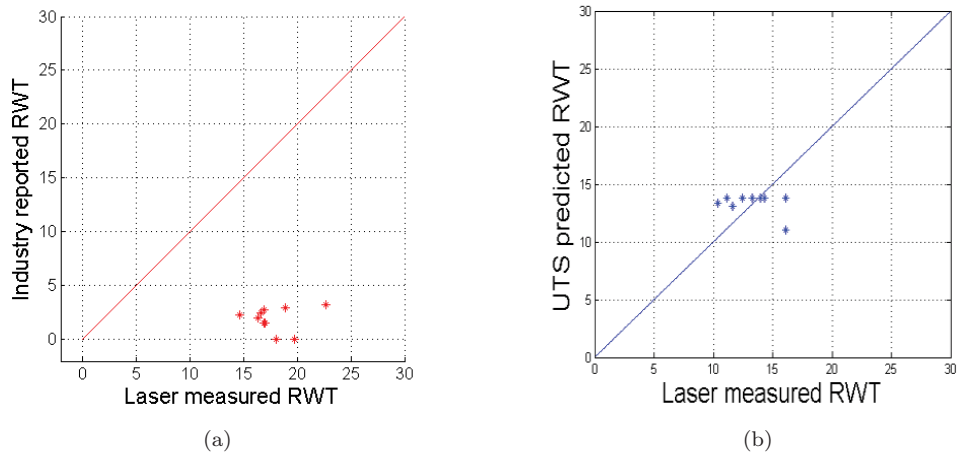 30
25
20
15
10
5
0
Industry reported RWT
0 5 10 15 20 25 30
Laser measured RWT
(a)
30
25
20
15
10
5
0
UTS predicted RWT
0 5 10 15 20 25 30
Laser measured RWT
(b)